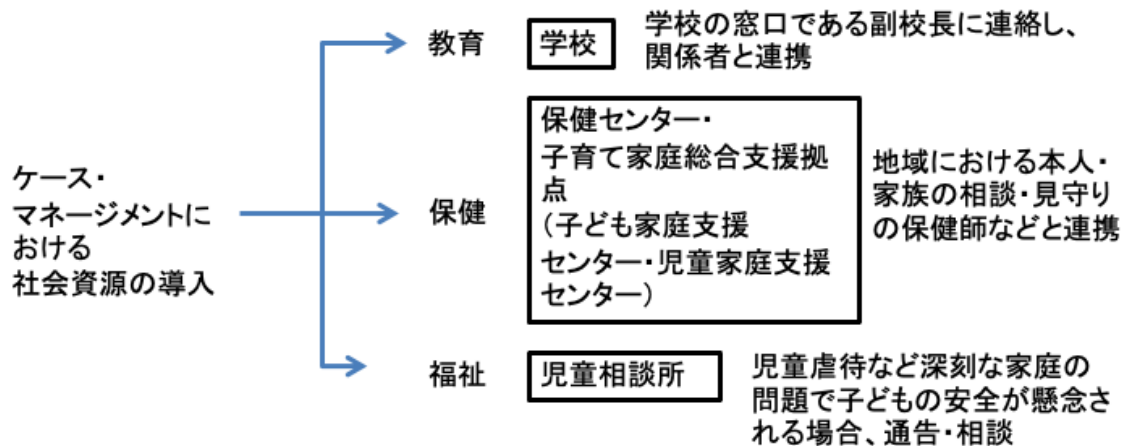 ケース・
マネージメントに
おける
社会資源の導入
教育
学校
学校の窓口である副校長に連絡し、
関係者と連携
保健
保健センター・
子育て家庭総合支援拠
点
（子ども家庭支援
センター・児童家庭支援
センター）
地域における本人・
家族の相談・見守り
の保健師などと連携
福祉
児童相談所
児童虐待など深刻な家庭の
問題で子どもの安全が懸念さ
れる場合、通告・相談